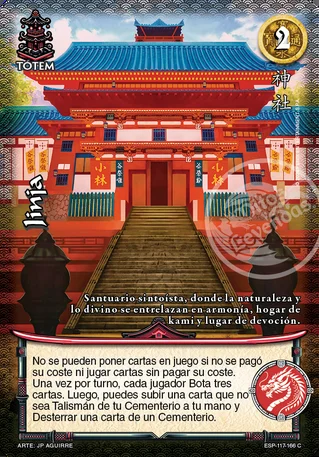 TOTEM
2
神社
Jinja
小林
小林
Santuario sintoísta, donde la naturaleza y
lo divino se entrelazan en armonía, hogar de
kami y lugar de devoción.
No se pueden poner cartas en juego si no se pagó
su coste ni jugar cartas sin pagar su coste.
Una vez por turno, cada jugador Bota tres
cartas. Luego, puedes subir una carta que no
sea Talismán de tu Cementerio a tu mano y
Desterrar una carta de un Cementerio.
ARTE: JP AGUIRRE
ESP-117-166 C